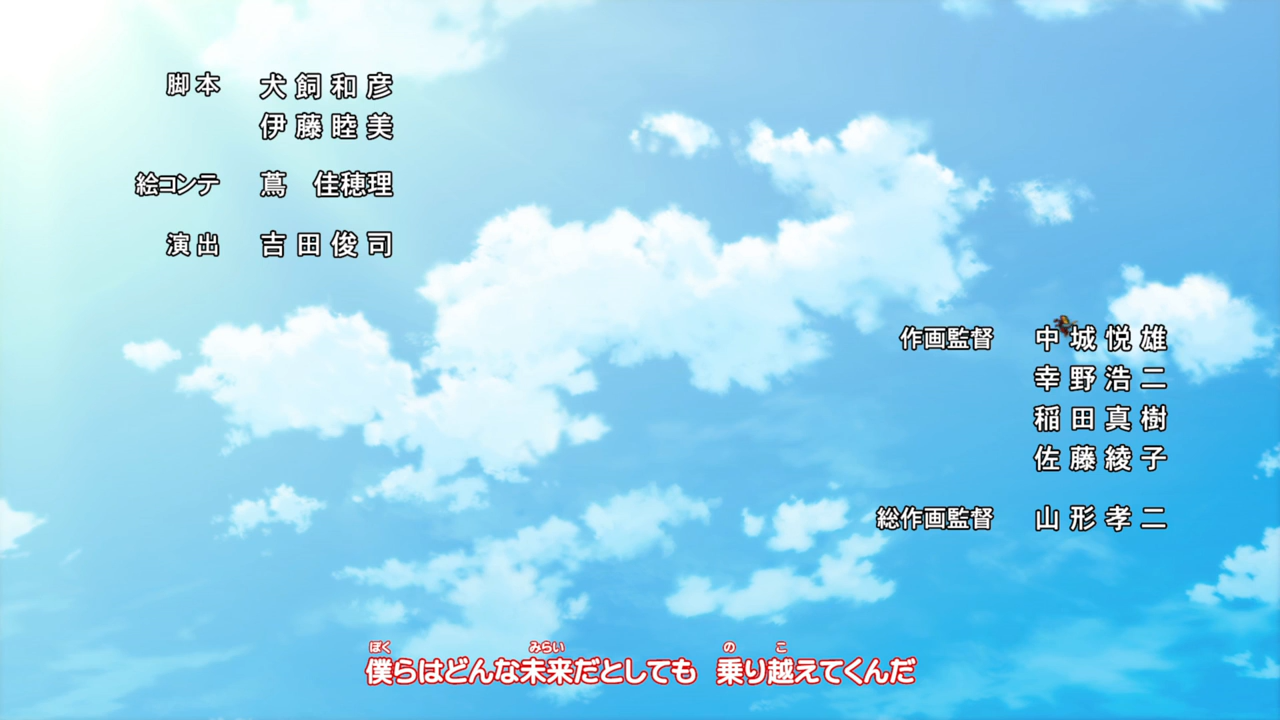 脚本 犬飼和彦
伊藤睦美
絵コンテ 蔦 佳穂理
演出 吉田俊司
作画監督 中城悦雄
幸野浩二
稲田真樹
佐藤綾子
総作画監督 山形孝二
ぼく みらい の こ
僕らはどんな未来だとしても 乗り越えてくんだ